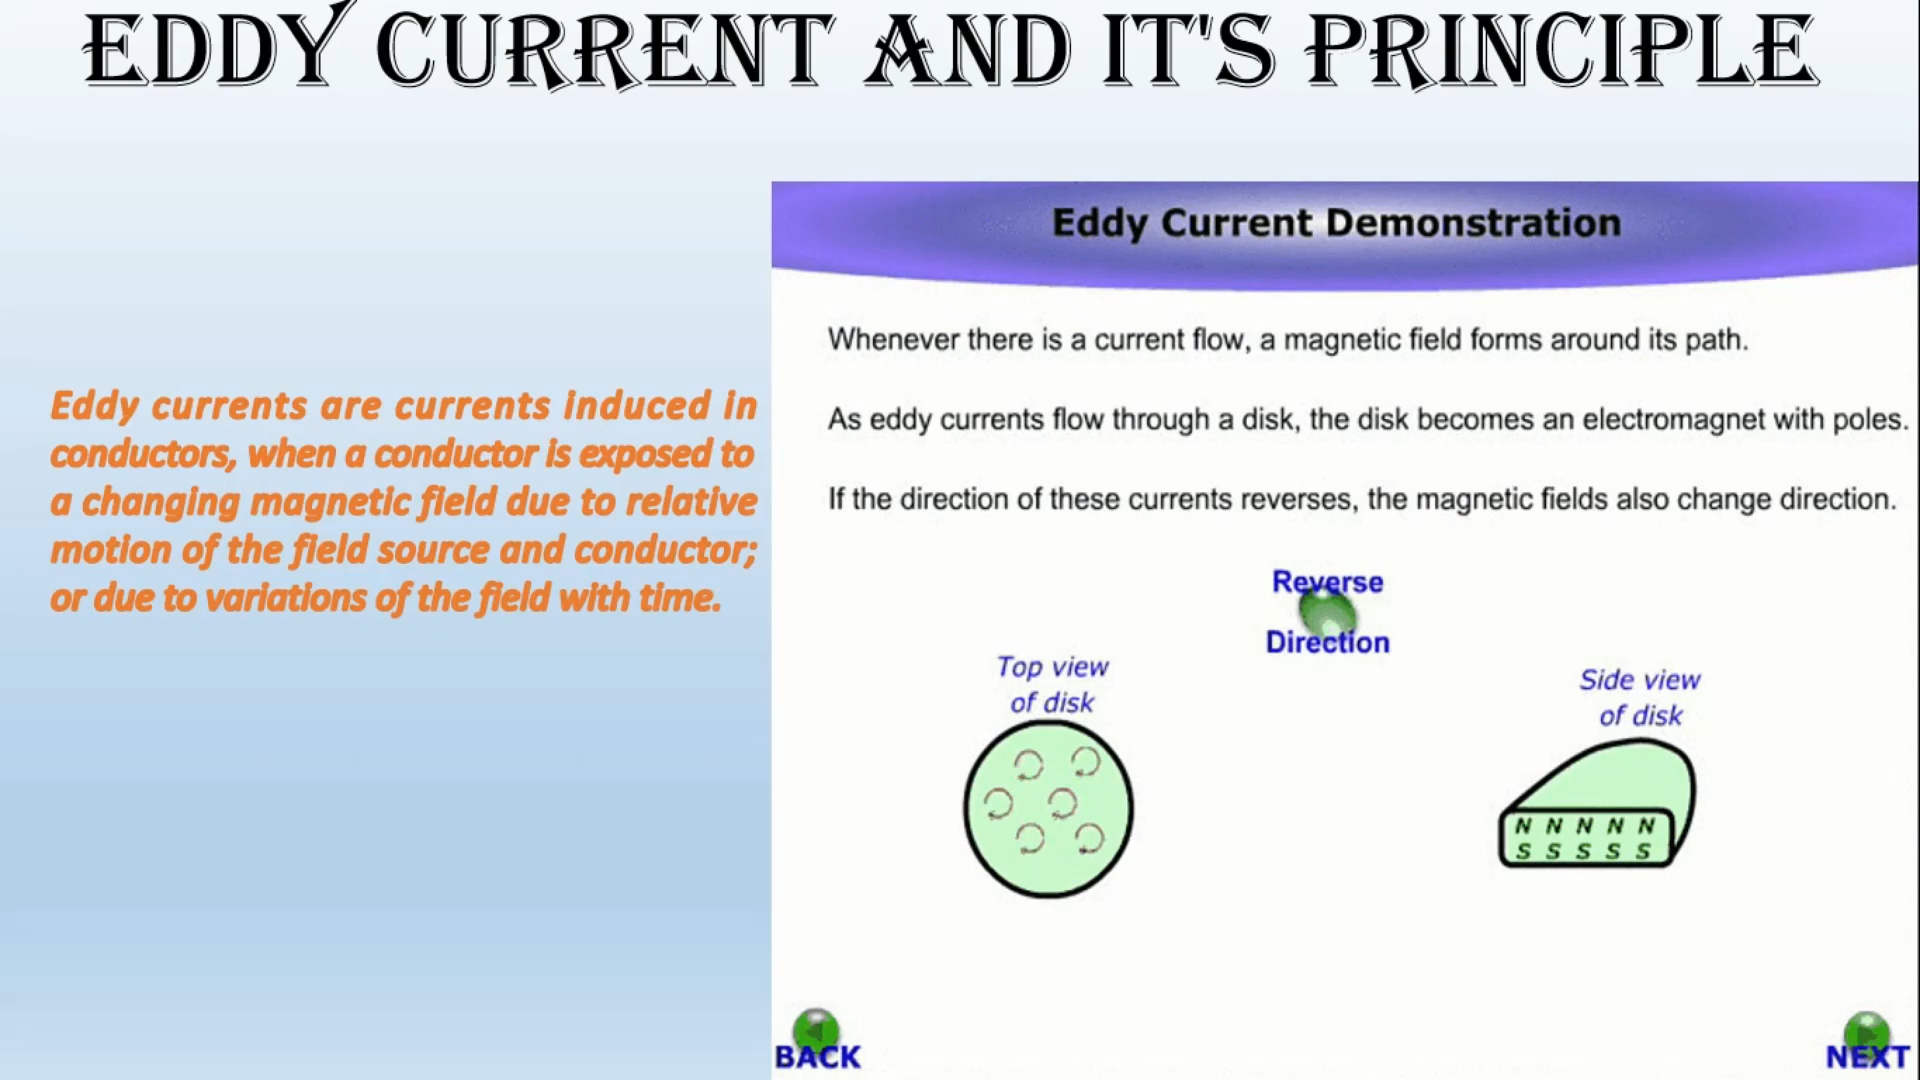 EDDY CURRENT AND IT'S PRINCIPLE
Eddy currents are currents induced in
conductors, when a conductor is exposed to
a changing magnetic field due to relative
motion of the field source and conductor;
or due to variations of the field with time.
Eddy Current Demonstration
Whenever there is a current flow, a magnetic field forms around its path.
As eddy currents flow through a disk, the disk becomes an electromagnet with poles.
If the direction of these currents reverses, the magnetic fields also change direction.
Reverse
Direction
Top view
of disk
Side view
of disk
N N N N N
S S S S S
BACK
NEXT